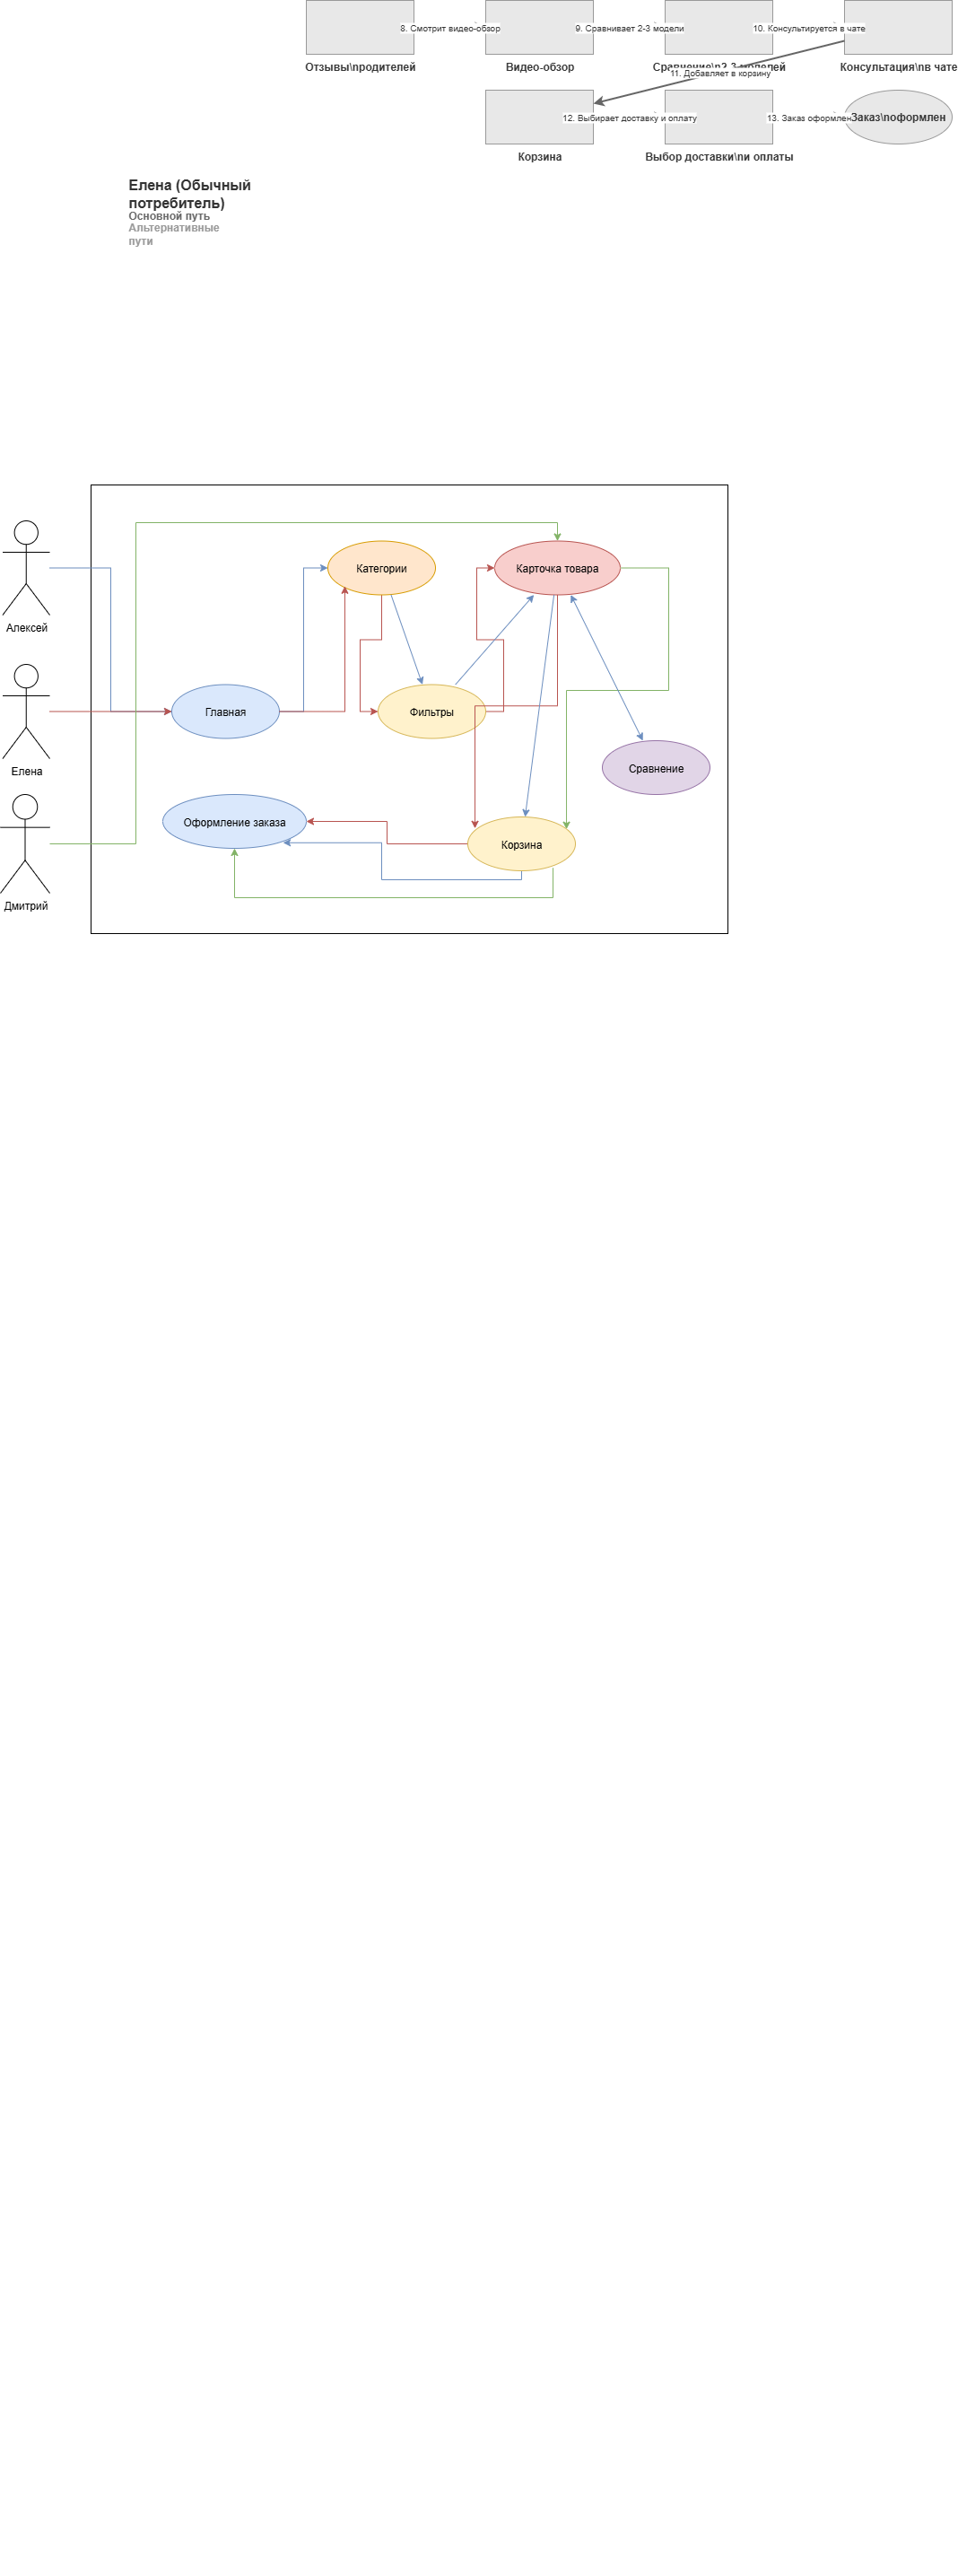 8. Смотрит видео-обзор
9. Сравнивает 2-3 модели
10. Консультируется в чате
Отзывы\nродителей
Видео-обзор
Сравнение\n2-3 моделей
Консультация\nв чате
11. Добавляет в корзину
12. Выбирает доставку и оплату
13. Заказ оформлен
Заказ\nоформлен
Корзина
Выбор доставки\nи оплаты
Елена (Обычный
потребитель)
Основной путь
Альтернативные
пути
Категории
Карточка товара
Алексей
Главная
Фильтры
Елена
Сравнение
Оформление заказа
Корзина
Дмитрий